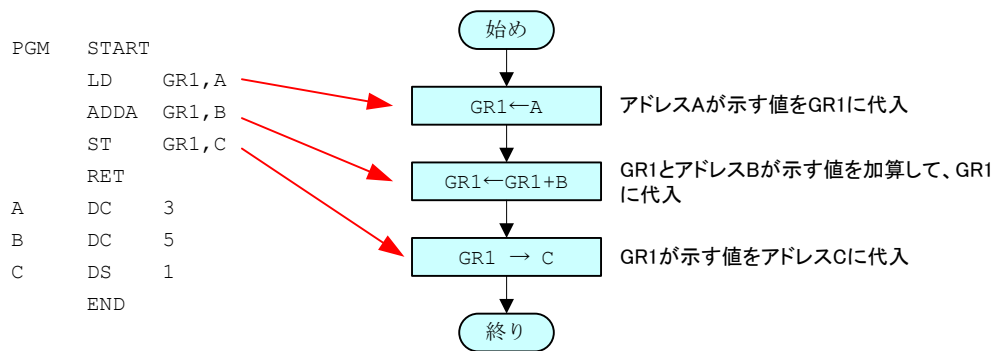 PGM START
LD GR1,A
ADDA GR1,B
ST GR1,C
RET
A DC 3
B DC 5
C DS 1
END
始め
GR1←A
アドレスAが示す値をGR1に代入
GR1←GR1+B
GR1とアドレスBが示す値を加算して、GR1
に代入
GR1 → C
GR1が示す値をアドレスCに代入
終り